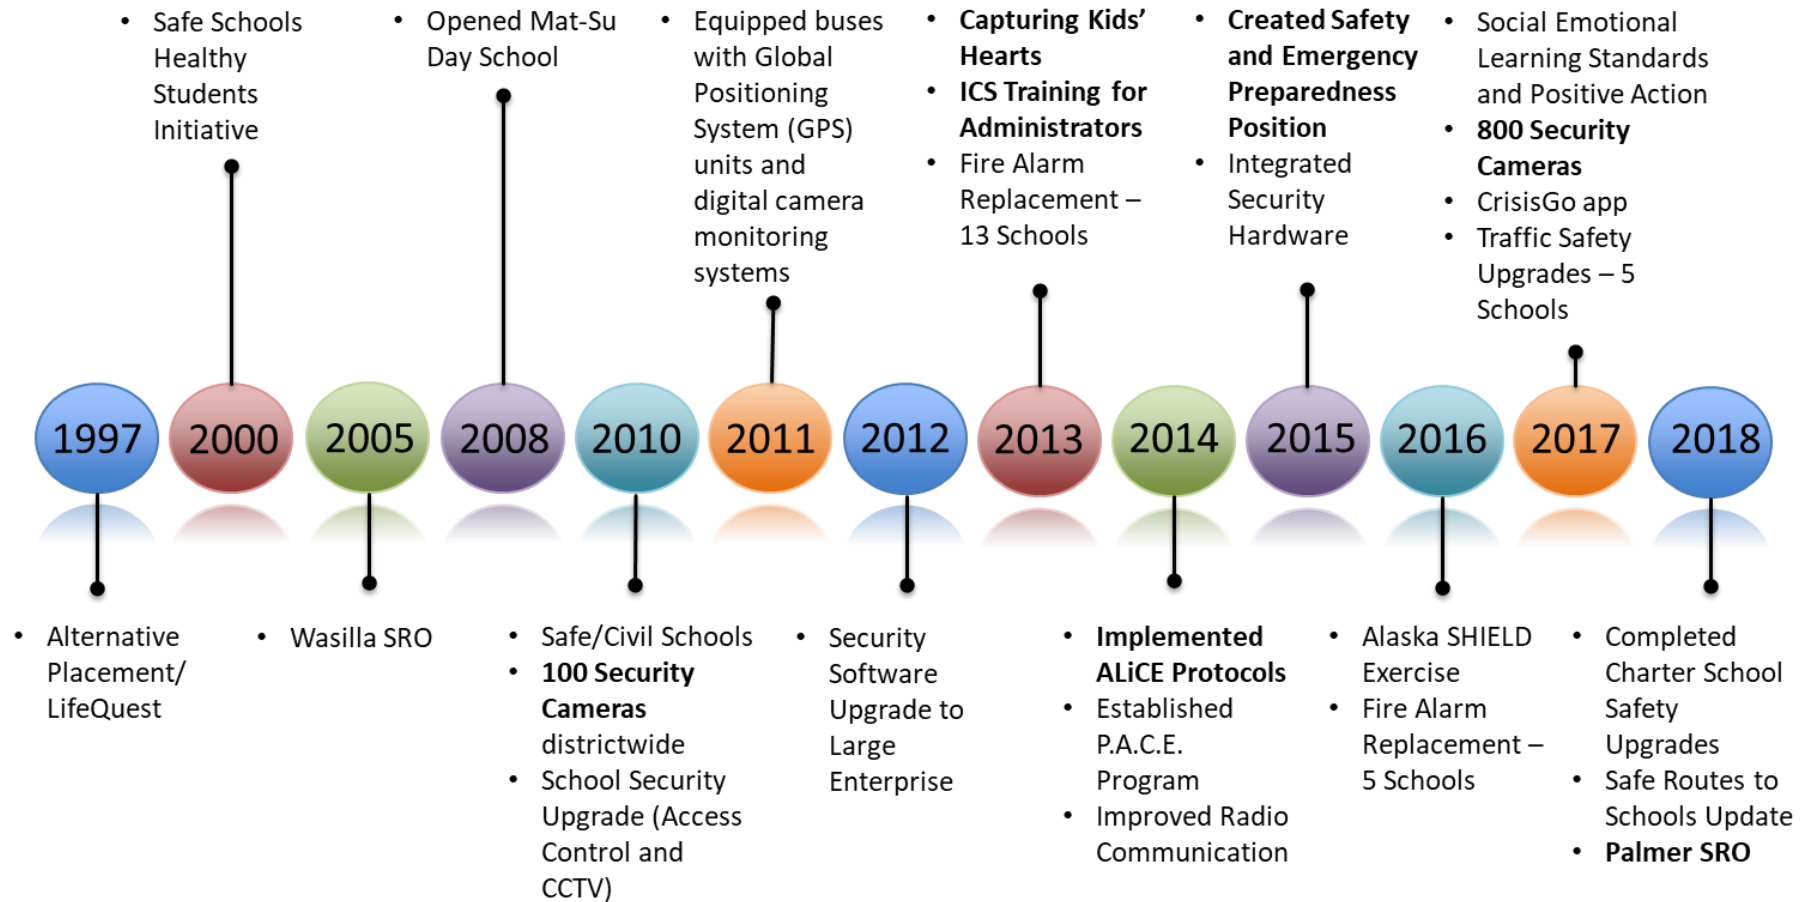 • Safe Schools
Healthy
Students
Initiative
• Opened Mat-Su
Day School
• Equipped buses
with Global
Positioning
System (GPS)
units and
digital camera
monitoring
systems
• Capturing Kids’
Hearts
• ICS Training for
Administrators
• Fire Alarm
Replacement –
13 Schools
• Created Safety
and Emergency
Preparedness
Position
• Integrated
Security
Hardware
• Social Emotional
Learning Standards
and Positive Action
• 800 Security
Cameras
• CrisisGo app
• Traffic Safety
Upgrades – 5
Schools
1997 2000 2005 2008 2010 2011 2012 2013 2014 2015 2016 2017 2018
• Alternative
Placement/
LifeQuest
• Wasilla SRO
• Safe/Civil Schools
• 100 Security
Cameras
districtwide
• School Security
Upgrade (Access
Control and
CCTV)
• Security
Software
Upgrade to
Large
Enterprise
• Implemented
ALiCE Protocols
• Established
P.A.C.E.
Program
• Improved Radio
Communication
• Alaska SHIELD
Exercise
• Fire Alarm
Replacement –
5 Schools
• Completed
Charter School
Safety
Upgrades
• Safe Routes to
Schools Update
• Palmer SRO